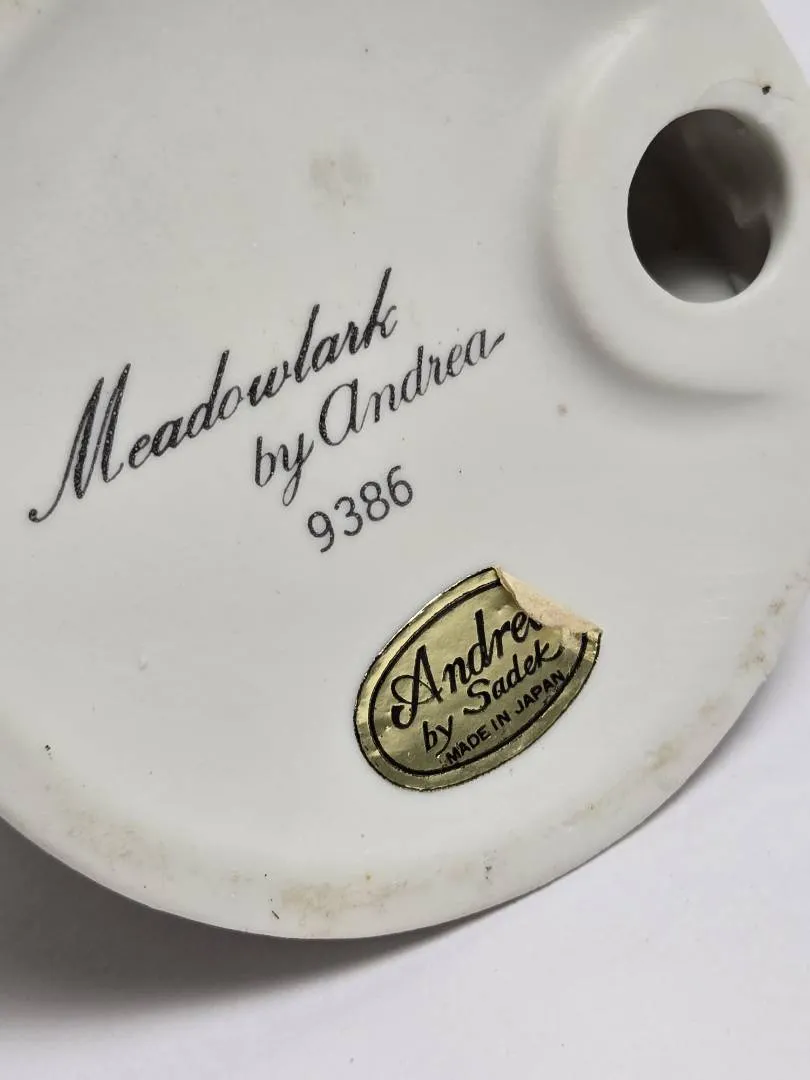 Meadowlark
by Andrea
9386
Andre
by Sadek
MADE IN JAPAN